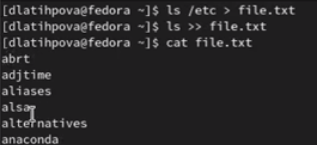 [dlatihpova@fedora ~]$ ls /etc > file.txt
[dlatihpova@fedora ~]$ ls >> file.txt
[dlatihpova@fedora ~]$ cat file.txt
abrt
adjtime
aliases
alsa
alternatives
anaconda